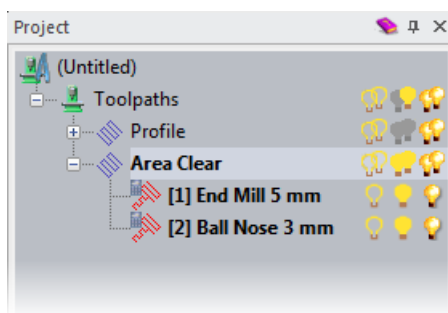 Project
(Untitled)
Toolpaths
Profile
Area Clear
[1] End Mill 5 mm
[2] Ball Nose 3 mm